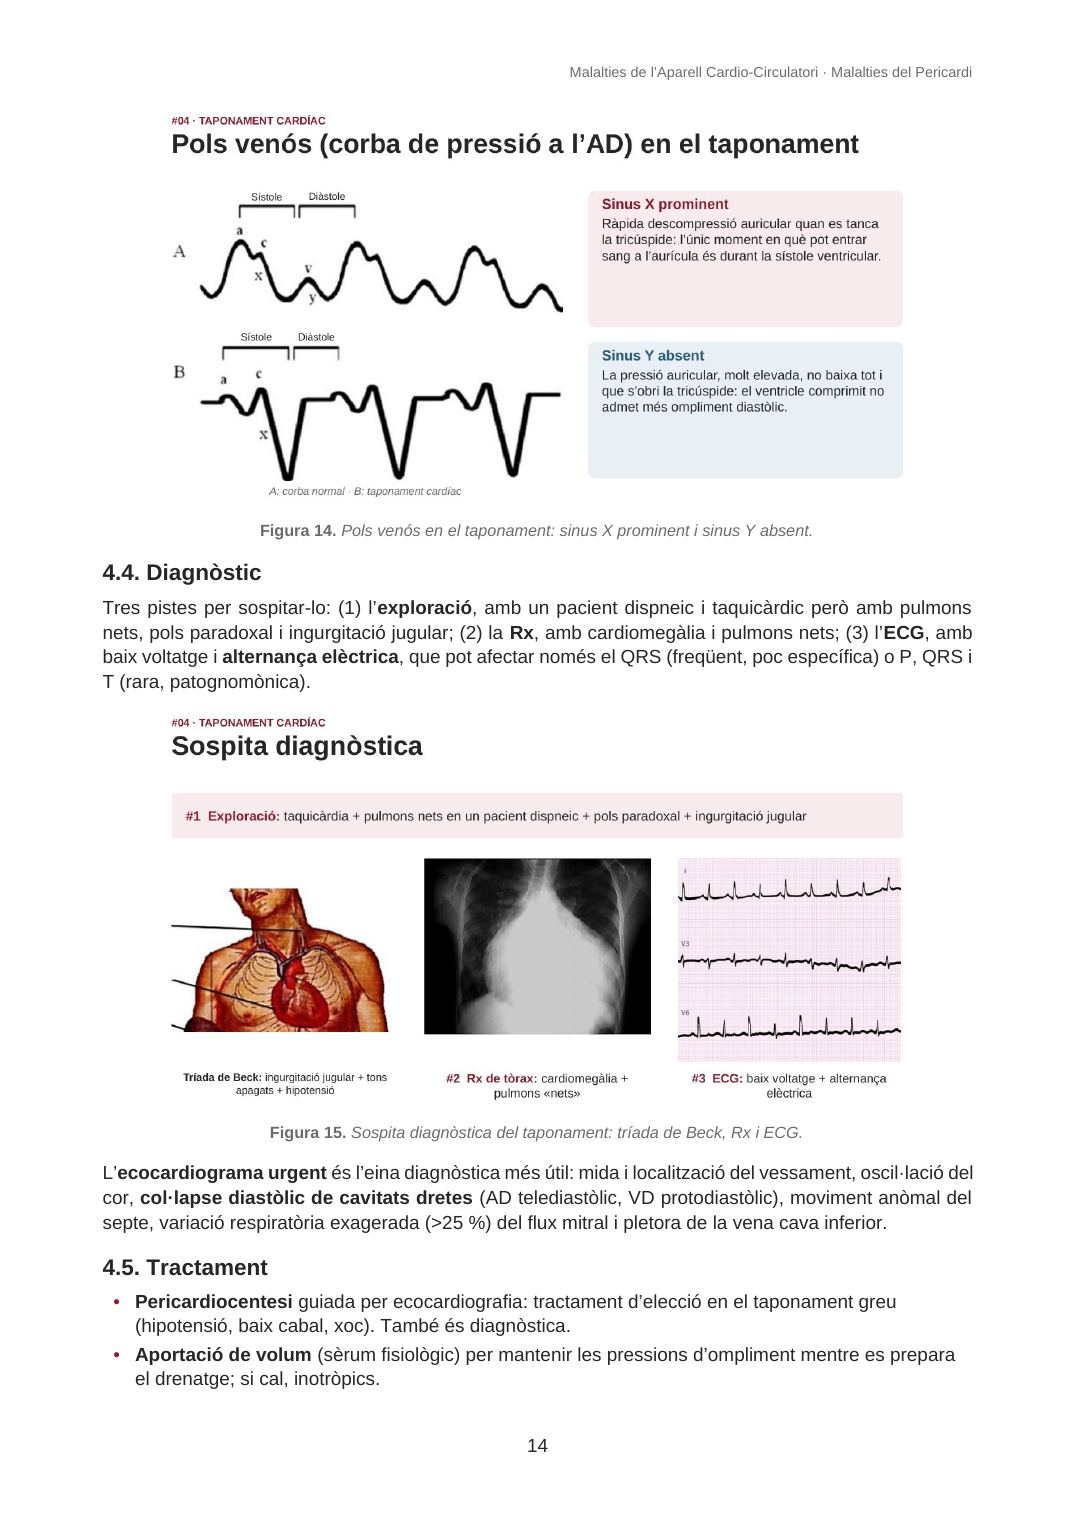 Malalties de l’Aparell Cardio-Circulatori · Malalties del Pericardi
#04 · TAPONAMENT CARDÍAC
Pols venós (corba de pressió a l’AD) en el taponament
Sístole Diàstole
a
c
A
x
v
y
Sístole Diàstole
B
a
c
x
A: corba normal · B: taponament cardíac
Sinus X prominent
Ràpida descompressió auricular quan es tanca
la tricúspide: l’únic moment en què pot entrar
sang a l’aurícula és durant la sístole ventricular.
Sinus Y absent
La pressió auricular, molt elevada, no baixa tot i
que s’obri la tricúspide: el ventricle comprimit no
admet més ompliment diastòlic.
Figura 14. Pols venós en el taponament: sinus X prominent i sinus Y absent.
4.4. Diagnòstic
Tres pistes per sospitar-lo: (1) l’exploració, amb un pacient dispneic i taquicàrdic però amb pulmons
nets, pols paradoxal i ingurgitació jugular; (2) la Rx, amb cardiomegàlia i pulmons nets; (3) l’ECG, amb
baix voltatge i alternança elèctrica, que pot afectar només el QRS (freqüent, poc específica) o P, QRS i
T (rara, patognomònica).
#04 · TAPONAMENT CARDÍAC
Sospita diagnòstica
#1 Exploració: taquicàrdia + pulmons nets en un pacient dispneic + pols paradoxal + ingurgitació jugular
I
V3
V6
Tríada de Beck: ingurgitació jugular + tons
apagats + hipotensió
#2 Rx de tòrax: cardiomegàlia +
pulmons «nets»
#3 ECG: baix voltatge + alternança
elèctrica
Figura 15. Sospita diagnòstica del taponament: tríada de Beck, Rx i ECG.
L’ecocardiograma urgent és l’eina diagnòstica més útil: mida i localització del vessament, oscil·lació del
cor, col·lapse diastòlic de cavitats dretes (AD telediastòlic, VD protodiastòlic), moviment anòmal del
septe, variació respiratòria exagerada (>25 %) del flux mitral i pletora de la vena cava inferior.
4.5. Tractament
• Pericardiocentesi guiada per ecocardiografia: tractament d’elecció en el taponament greu
(hipotensió, baix cabal, xoc). També és diagnòstica.
• Aportació de volum (sèrum fisiològic) per mantenir les pressions d’ompliment mentre es prepara
el drenatge; si cal, inotròpics.
14